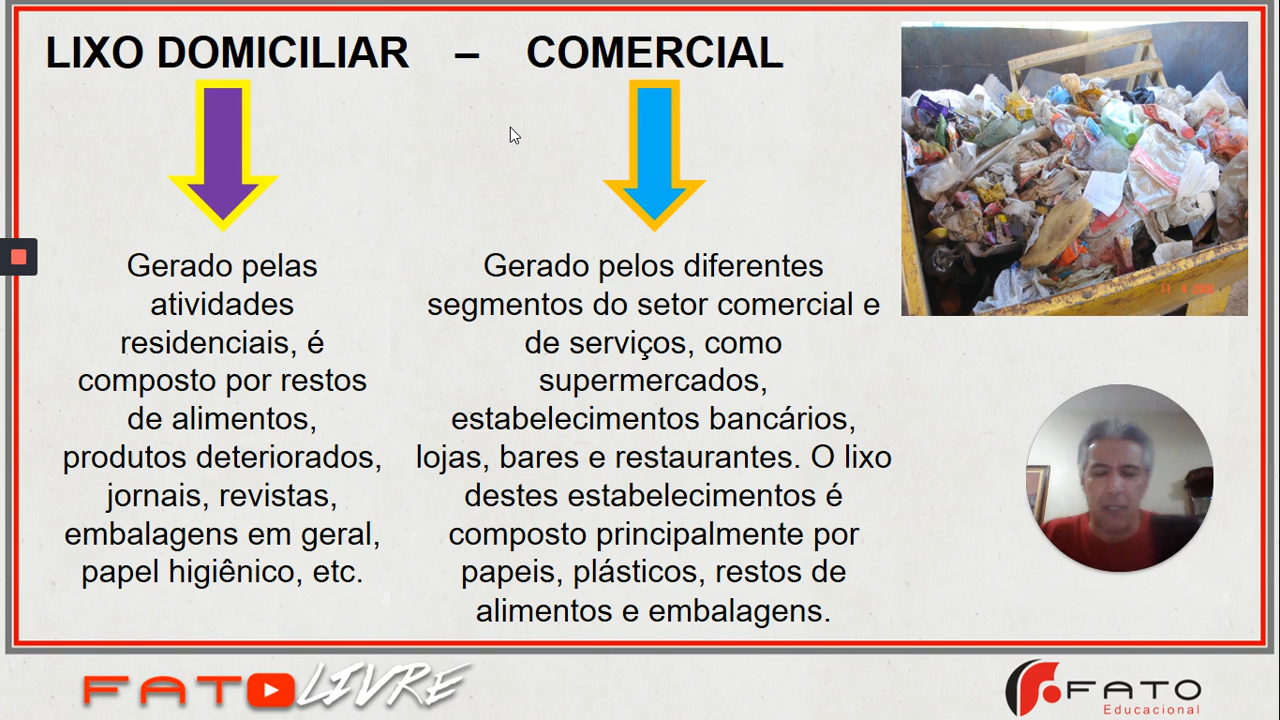 LIXO DOMICILIAR – COMERCIAL
Gerado pelas
atividades
residenciais, é
composto por restos
de alimentos,
produtos deteriorados,
jornais, revistas,
embalagens em geral,
papel higiênico, etc.
Gerado pelos diferentes
segmentos do setor comercial e
de serviços, como
supermercados,
estabelecimentos bancários,
lojas, bares e restaurantes. O lixo
destes estabelecimentos é
composto principalmente por
papeis, plásticos, restos de
alimentos e embalagens.
FATO LIVRE
FATO
Educacional